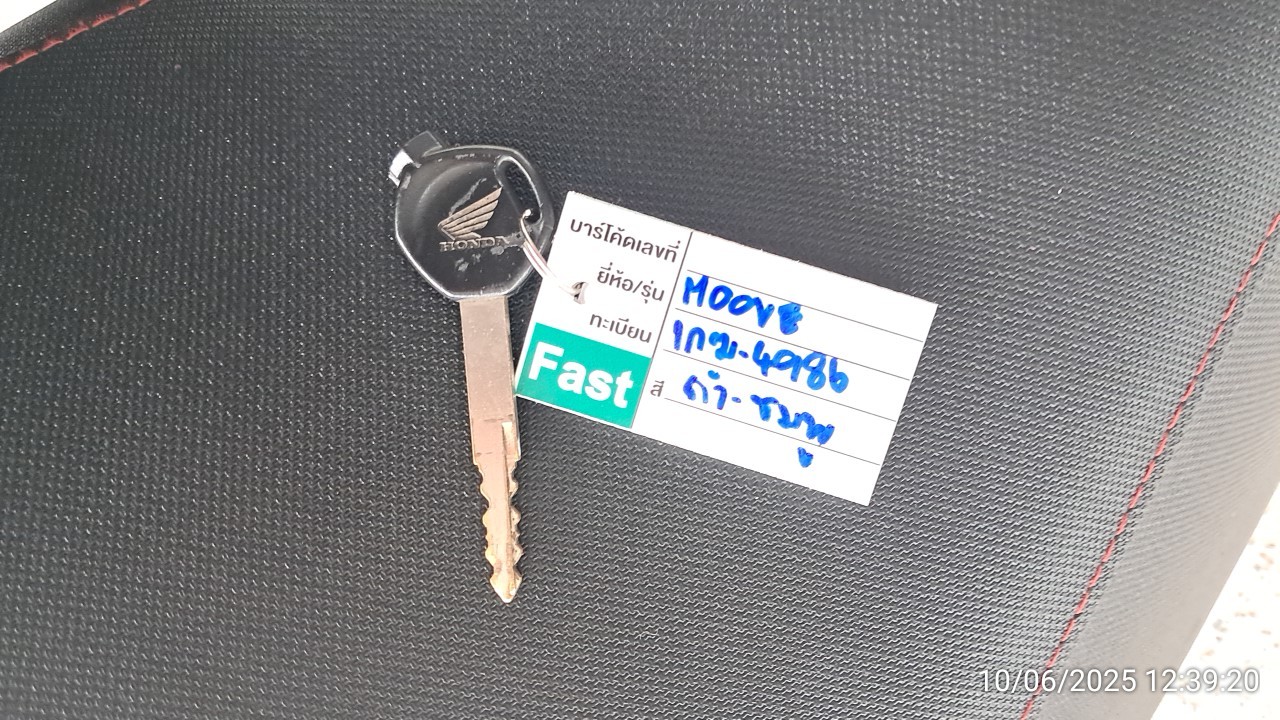 HONDA
บาร์โค้ดเลขที่
ยี่ห้อ/รุ่น MOOVE
ทะเบียน 1กฆ-4986
Fast
สี ดำ-ชมพู
10/06/2025 12:39:20